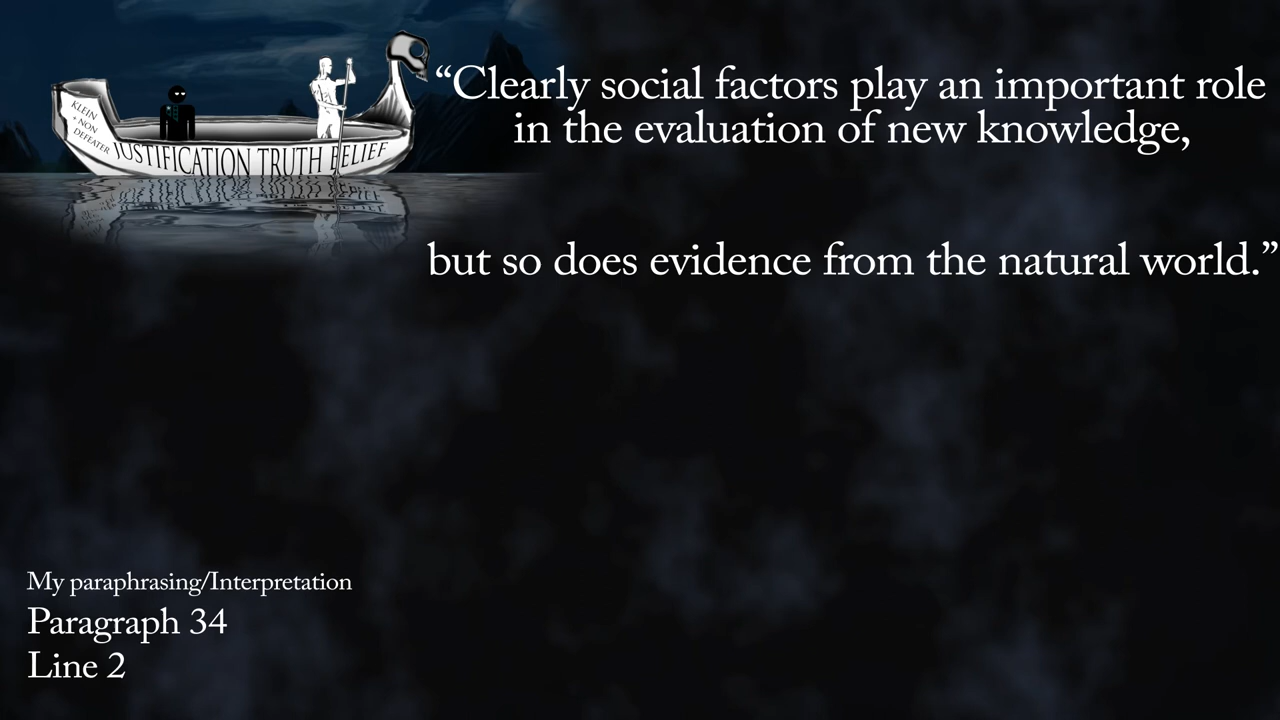 “Clearly social factors play an important role
in the evaluation of new knowledge,
KLEIN
+ NON
DEFEATER
JUSTIFICATION TRUTH BELIEF
but so does evidence from the natural world.”
My paraphrasing/Interpretation
Paragraph 34
Line 2